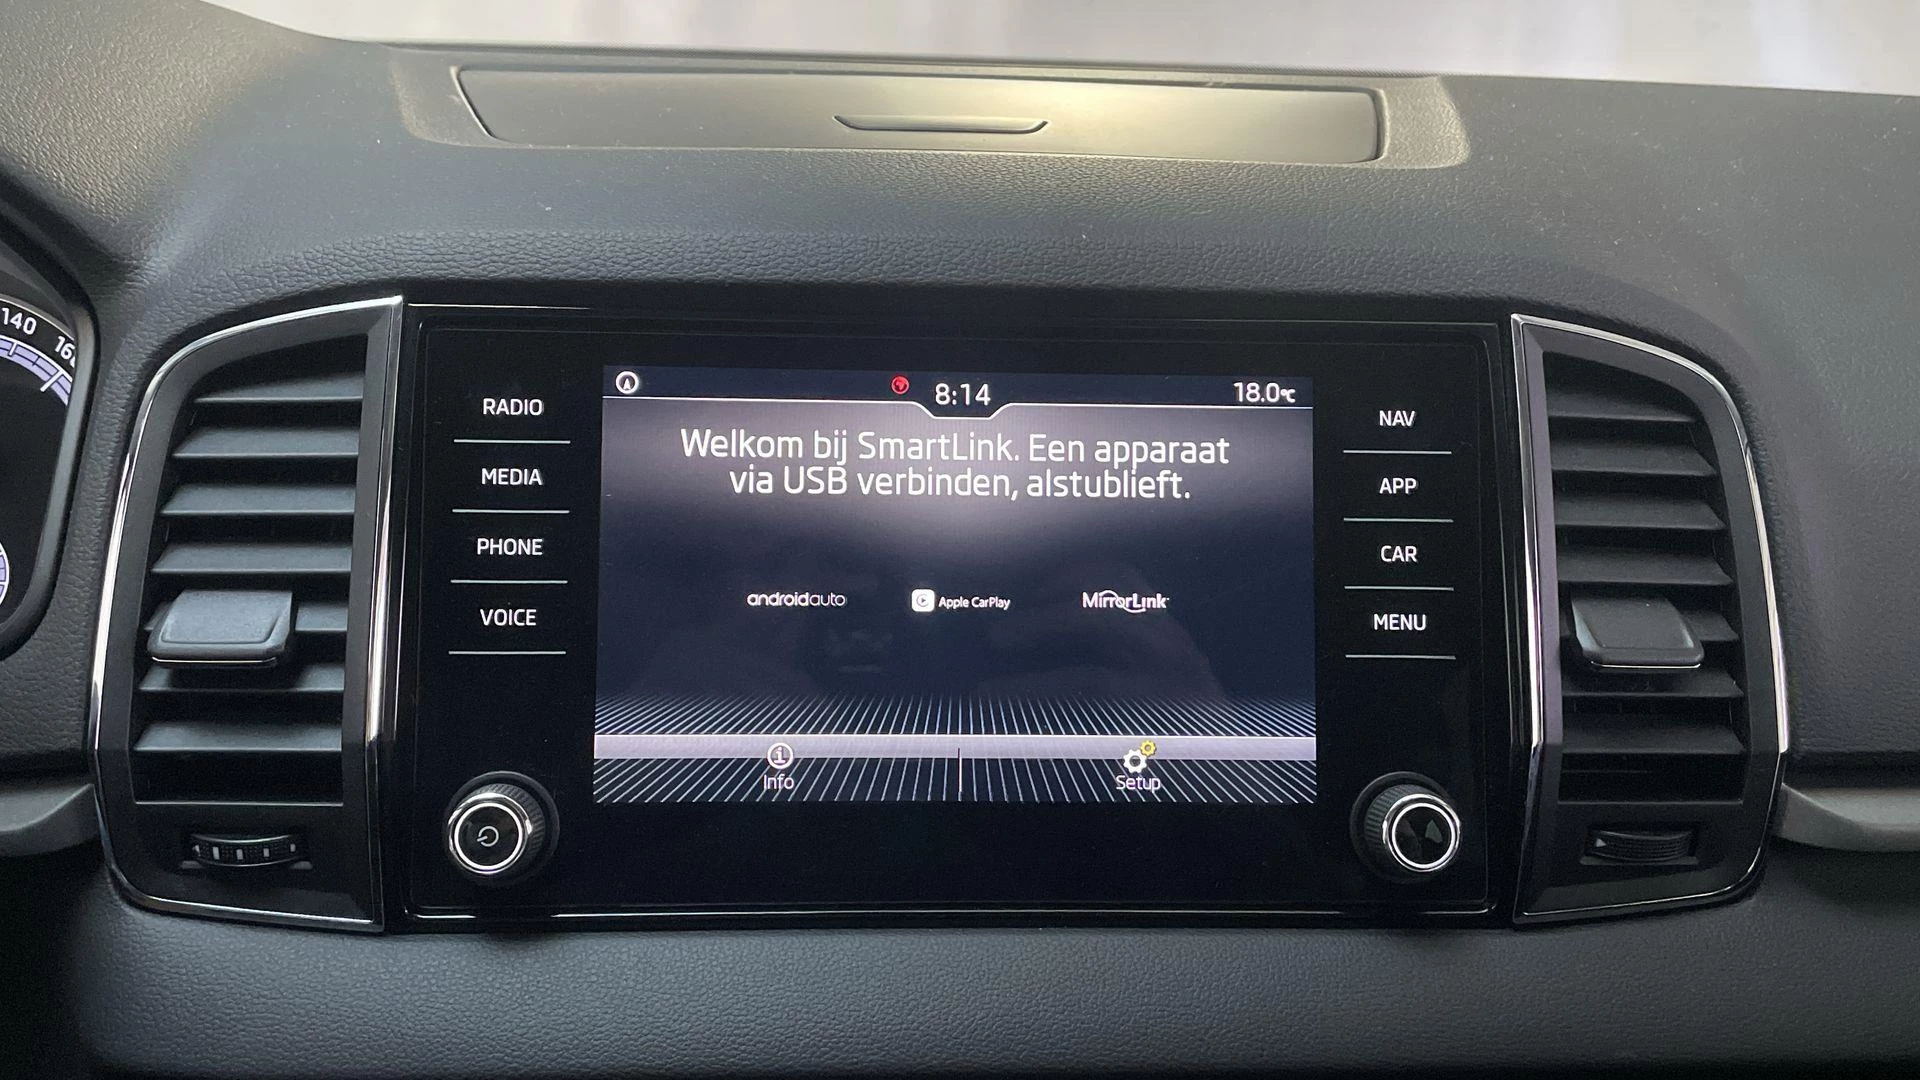 140
RADIO
MEDIA
PHONE
VOICE
8:14
18.0°C
Welkom bij SmartLink. Een apparaat
via USB verbinden, alstublieft.
androidauto
Apple CarPlay
MirrorLink
Info
Setup
NAV
APP
CAR
MENU